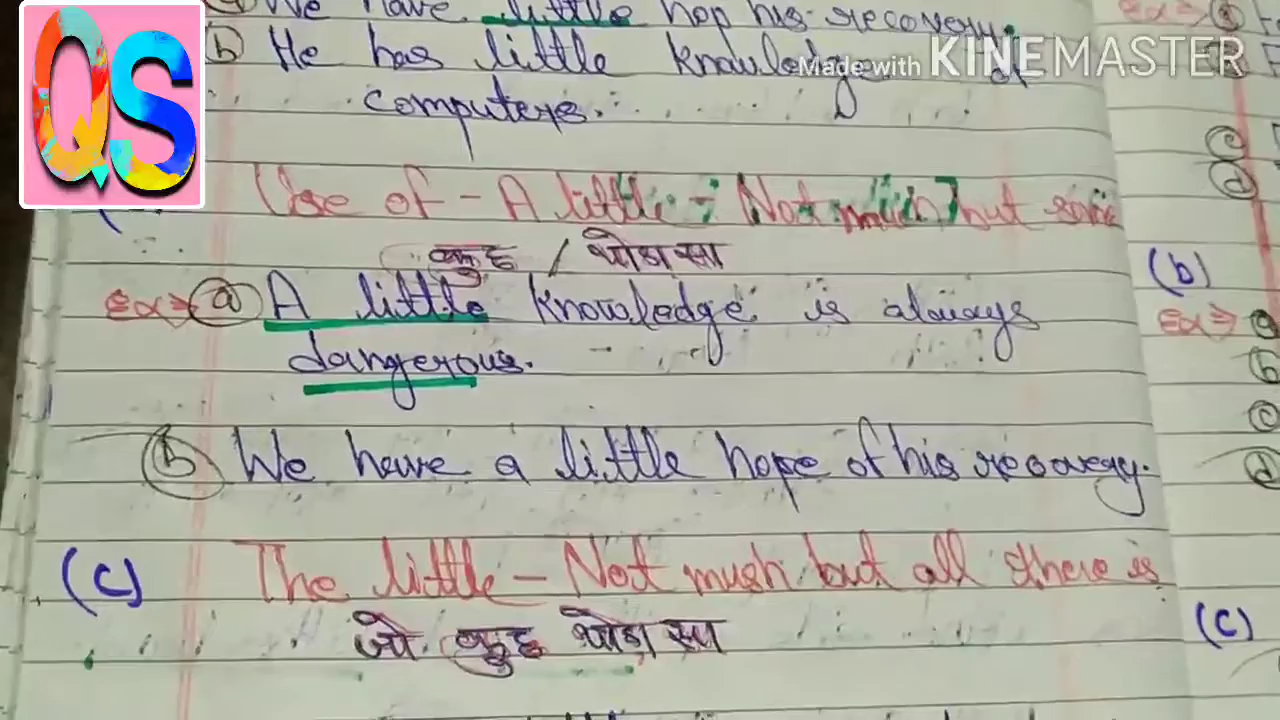 We have little hop his recovery.
(b) He has little knowledge of
computers.
Made with KINEMASTER
QS
Use of - A little - Not much but some
कुछ / थोडा सा
Ex⇒ (a) A little knowledge is always
dangerous.
(b) We have a little hope of his recovery.
(c) The little - Not mush but all there is
जो कुछ थोडा सा
(b)
Ex⇒ a
b
c
d
(c)
Ex⇒ a
c
d